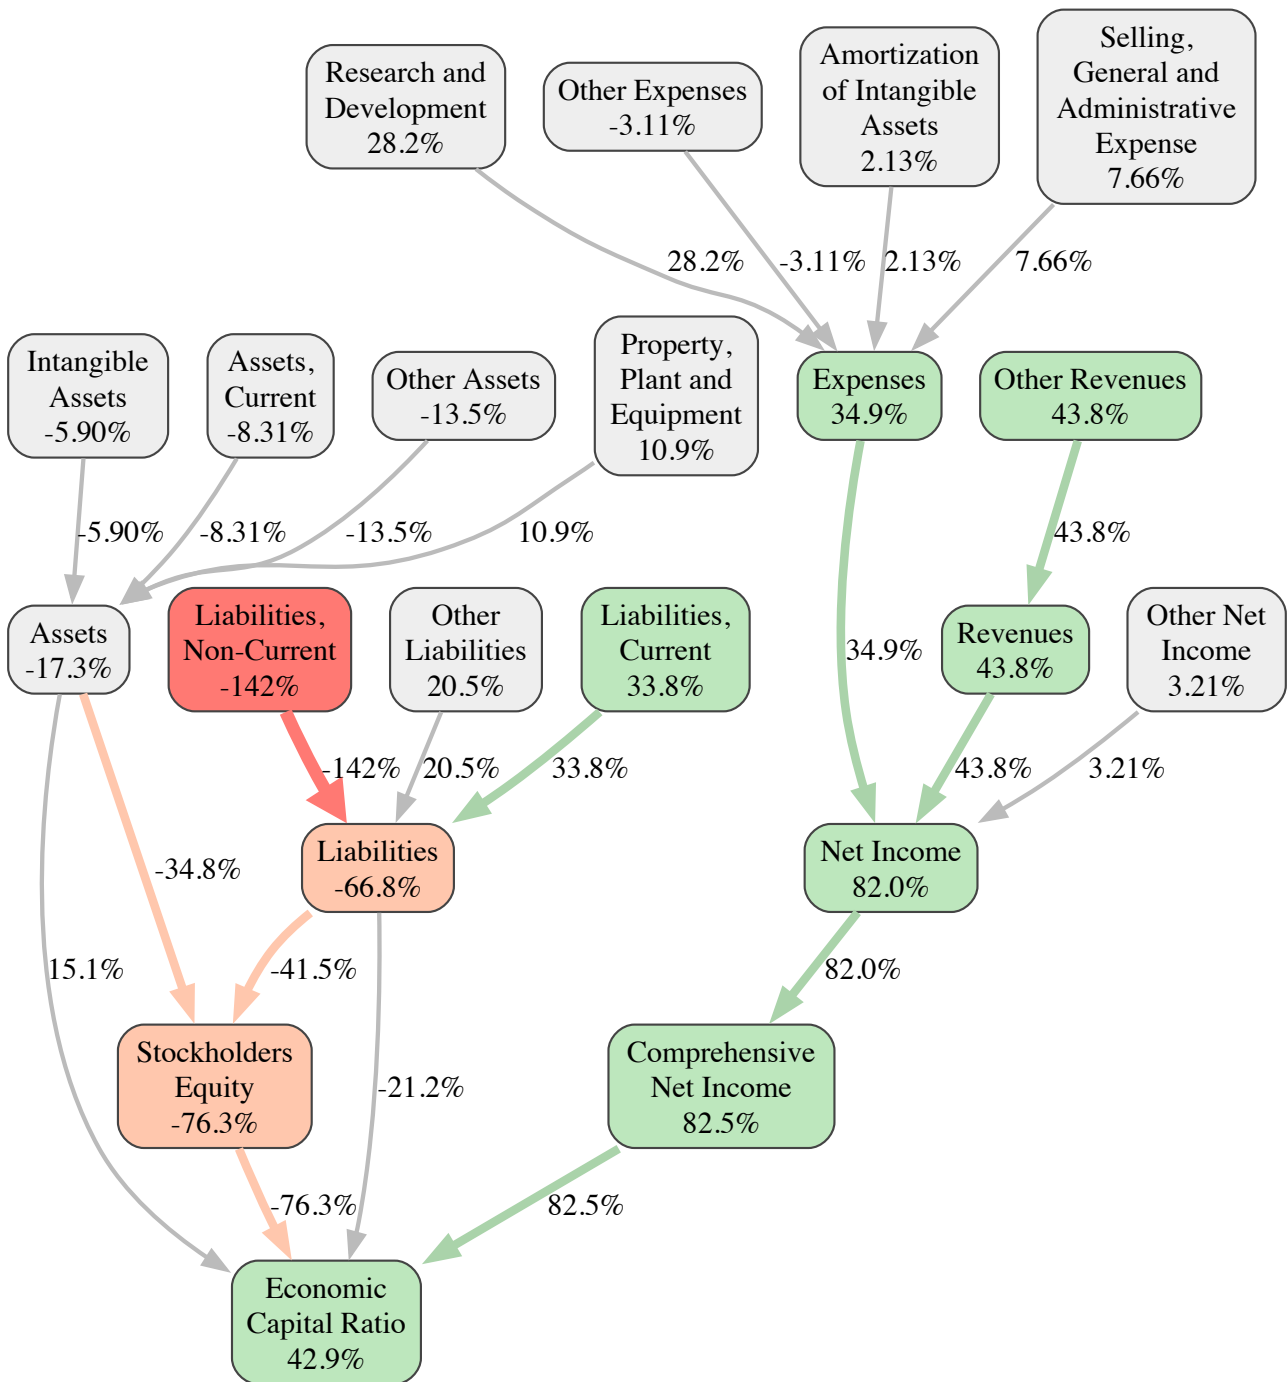 Research and
Development
28.2%
Other Expenses
-3.11%
Amortization
of Intangible
Assets
2.13%
Selling,
General and
Administrative
Expense
7.66%
28.2%
-3.11%
2.13%
7.66%
Intangible
Assets
-5.90%
Assets,
Current
-8.31%
Other Assets
-13.5%
Property,
Plant and
Equipment
10.9%
Expenses
34.9%
Other Revenues
43.8%
-5.90%
-8.31%
-13.5%
10.9%
43.8%
Assets
-17.3%
Liabilities,
Non-Current
-142%
Other
Liabilities
20.5%
Liabilities,
Current
33.8%
34.9%
Revenues
43.8%
Other Net
Income
3.21%
-142%
20.5%
33.8%
43.8%
3.21%
-34.8%
Liabilities
-66.8%
Net Income
82.0%
15.1%
-41.5%
82.0%
Stockholders
Equity
-76.3%
-21.2%
Comprehensive
Net Income
82.5%
-76.3%
82.5%
Economic
Capital Ratio
42.9%